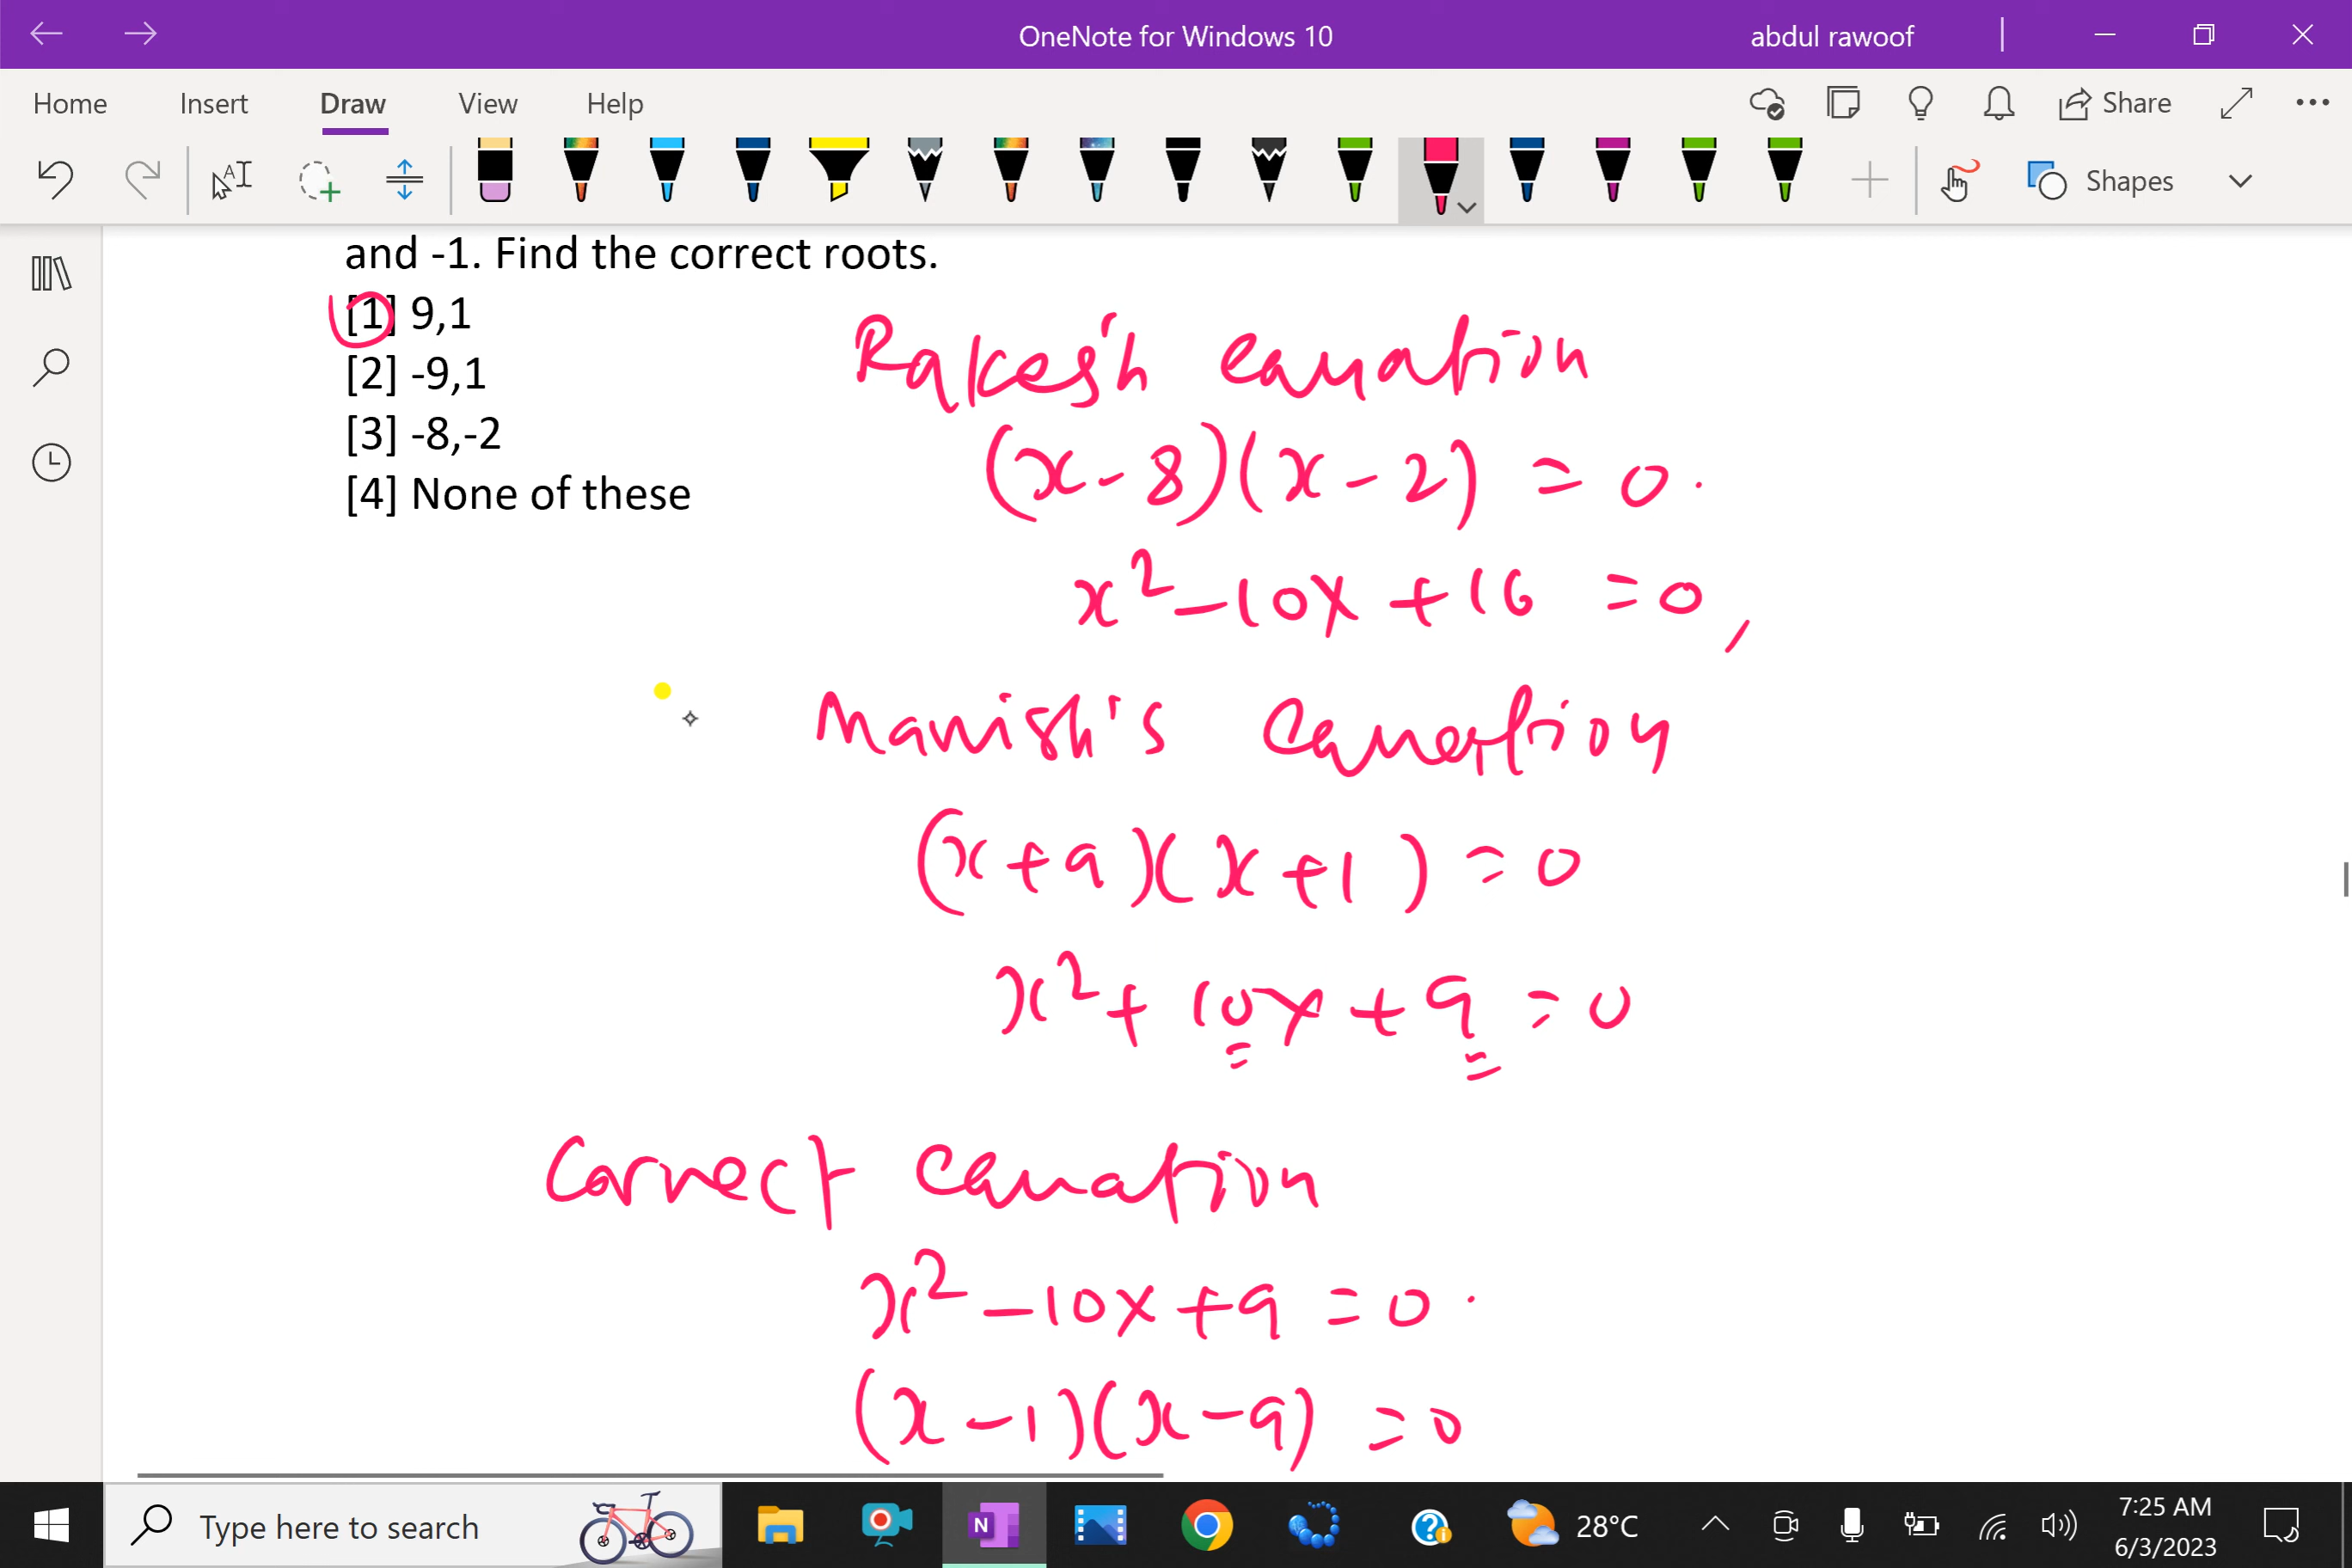 OneNote for Windows 10
abdul rawoof
Home Insert Draw View Help
Share
Shapes
and -1. Find the correct roots.
[1] 9,1
[2] -9,1
[3] -8,-2
[4] None of these
Rakesh equation
(x-8)(x-2) = 0.
x²-10x+16 =0,
Manish's equation
(x+9)(x+1)=0
x²+10x+9=0
Correct equation
x²-10x+9=0.
(x-1)(x-9)=0
Type here to search
28°C
7:25 AM
6/3/2023